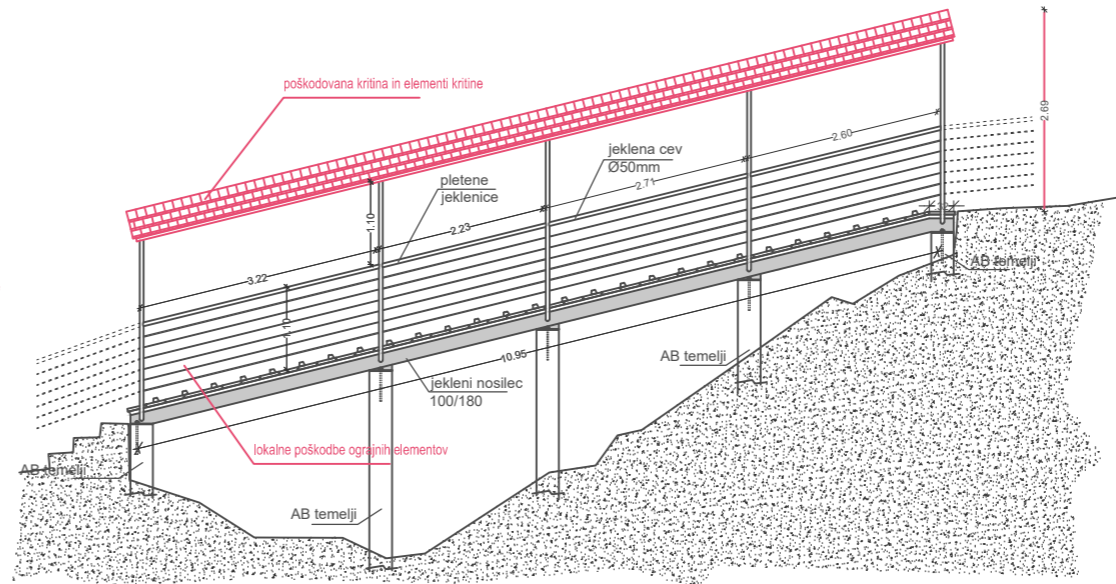 poškodovana kritina in elementi kritine
2.69
2.60
jeklena cev
Ø50mm
pletene
jeklenice
2.71
1.10
2.23
3.22
AB temelji
1.10
10.95
AB temelji
jekleni nosilec
100/180
lokalne poškodbe ograjnih elementov
AB temelji
AB temelji